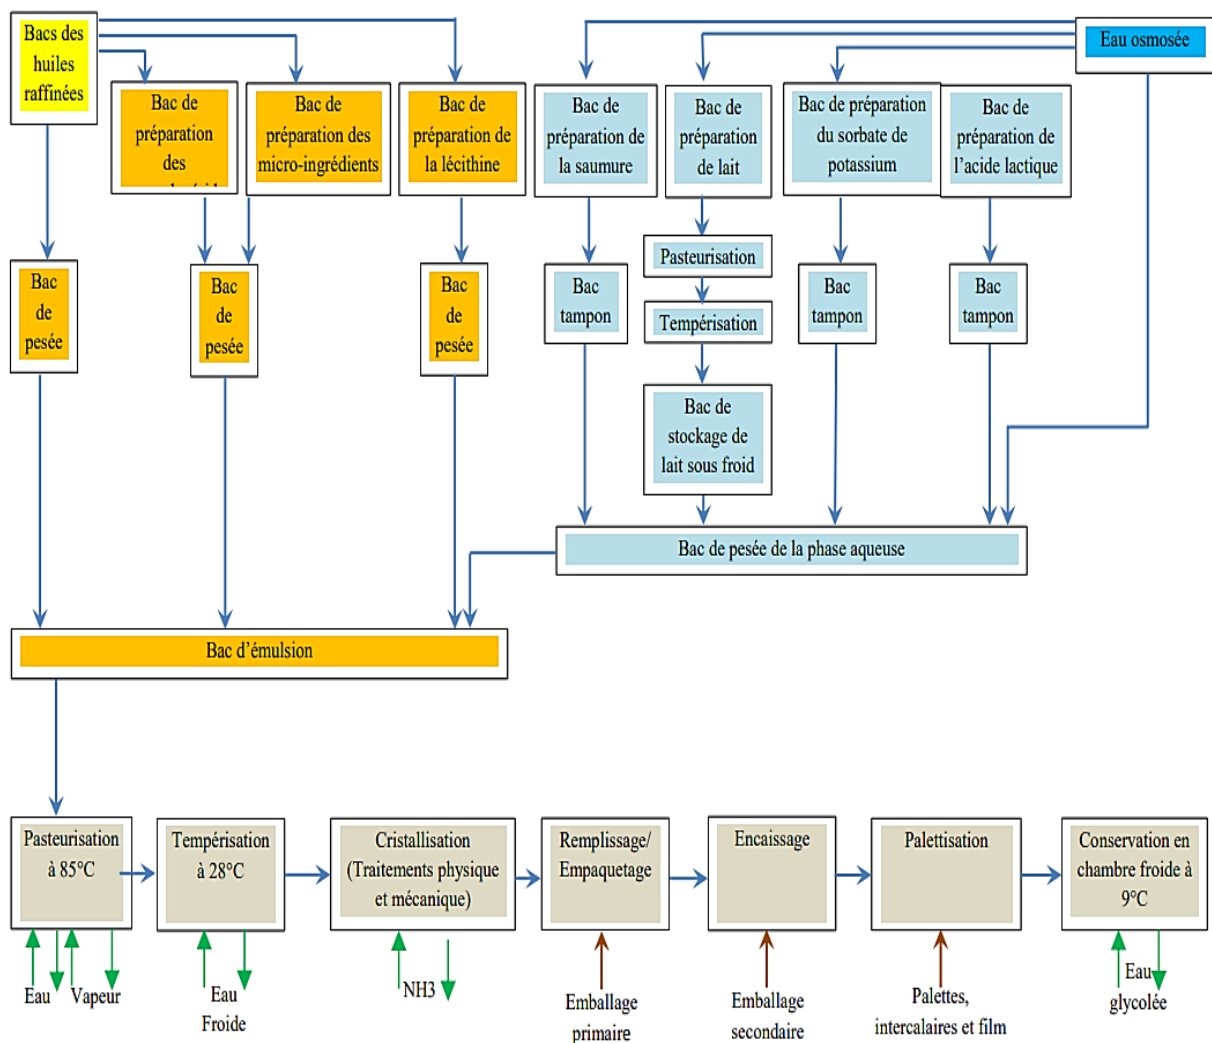 Bacs des
huiles
raffinées
Eau osmosée
Bac de
préparation
des
Bac de
préparation des
micro-ingrédients
Bac de
préparation de
la lécithine
Bac de
préparation de
la saumure
Bac de
préparation
de lait
Bac de préparation
du sorbate de
potassium
Bac de
préparation de
l'acide lactique
Pasteurisation
Tempérisation
Bac
de
pesée
Bac
de
pesée
Bac
de
pesée
Bac
tampon
Bac
tampon
Bac
tampon
Bac de
stockage de
lait sous froid
Bac de pesée de la phase aqueuse
Bac d'émulsion
Pasteurisation
à 85°C
Tempérisation
à 28°C
Cristallisation
(Traitements physique
et mécanique)
Remplissage/
Empaquetage
Encaissage
Palettisation
Conservation en
chambre froide à
9°C
Eau
Vapeur
Eau
Froide
NH3
Emballage
primaire
Emballage
secondaire
Palettes,
intercalaires et film
Eau
glycolée